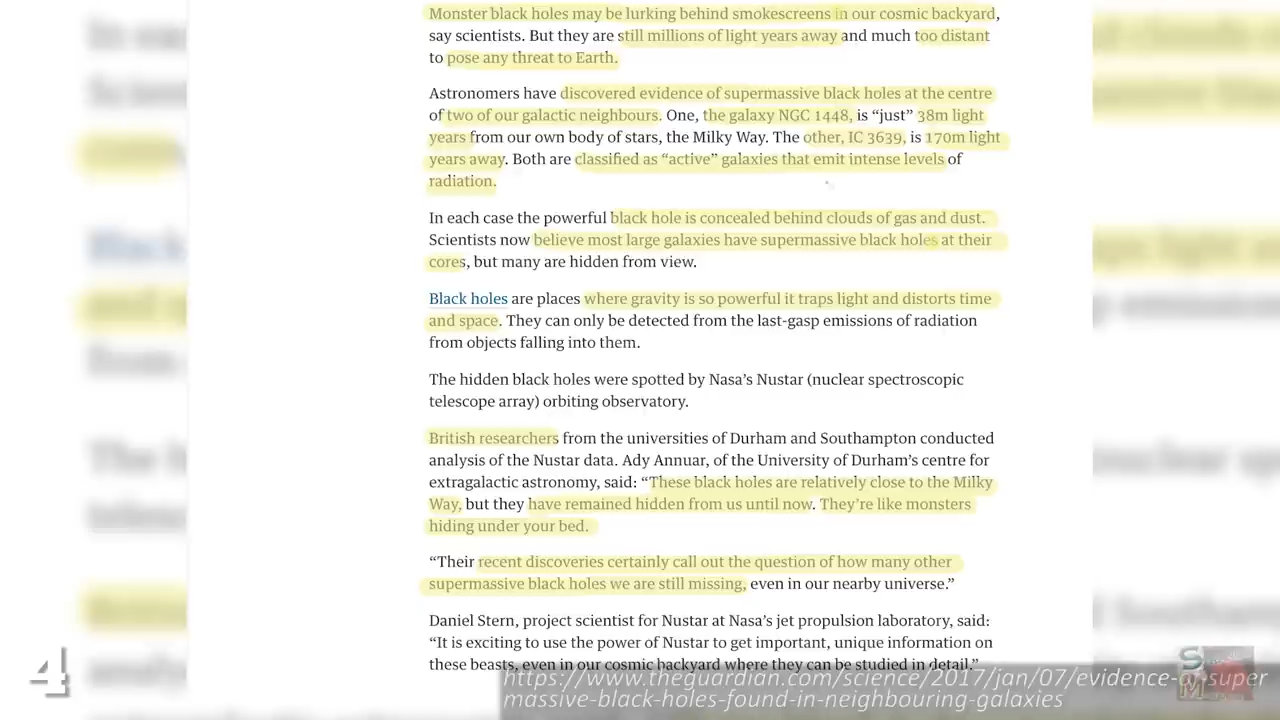 Monster black holes may be lurking behind smokescreens in our cosmic backyard,
say scientists. But they are still millions of light years away and much too distant
to pose any threat to Earth.
Astronomers have discovered evidence of supermassive black holes at the centre
of two of our galactic neighbours. One, the galaxy NGC 1448, is “just” 38m light
years from our own body of stars, the Milky Way. The other, IC 3639, is 170m light
years away. Both are classified as “active” galaxies that emit intense levels of
radiation.
In each case the powerful black hole is concealed behind clouds of gas and dust.
Scientists now believe most large galaxies have supermassive black holes at their
cores, but many are hidden from view.
Black holes are places where gravity is so powerful it traps light and distorts time
and space. They can only be detected from the last-gasp emissions of radiation
from objects falling into them.
The hidden black holes were spotted by Nasa’s Nustar (nuclear spectroscopic
telescope array) orbiting observatory.
British researchers from the universities of Durham and Southampton conducted
analysis of the Nustar data. Ady Annuar, of the University of Durham’s centre for
extragalactic astronomy, said: “These black holes are relatively close to the Milky
Way, but they have remained hidden from us until now. They’re like monsters
hiding under your bed.
“Their recent discoveries certainly call out the question of how many other
supermassive black holes we are still missing, even in our nearby universe.”
Daniel Stern, project scientist for Nustar at Nasa’s jet propulsion laboratory, said:
“It is exciting to use the power of Nustar to get important, unique information on
these beasts, even in our cosmic backyard where they can be studied in detail.”
4
https://www.theguardian.com/science/2017/jan/07/evidence-of-super
massive-black-holes-found-in-neighbouring-galaxies